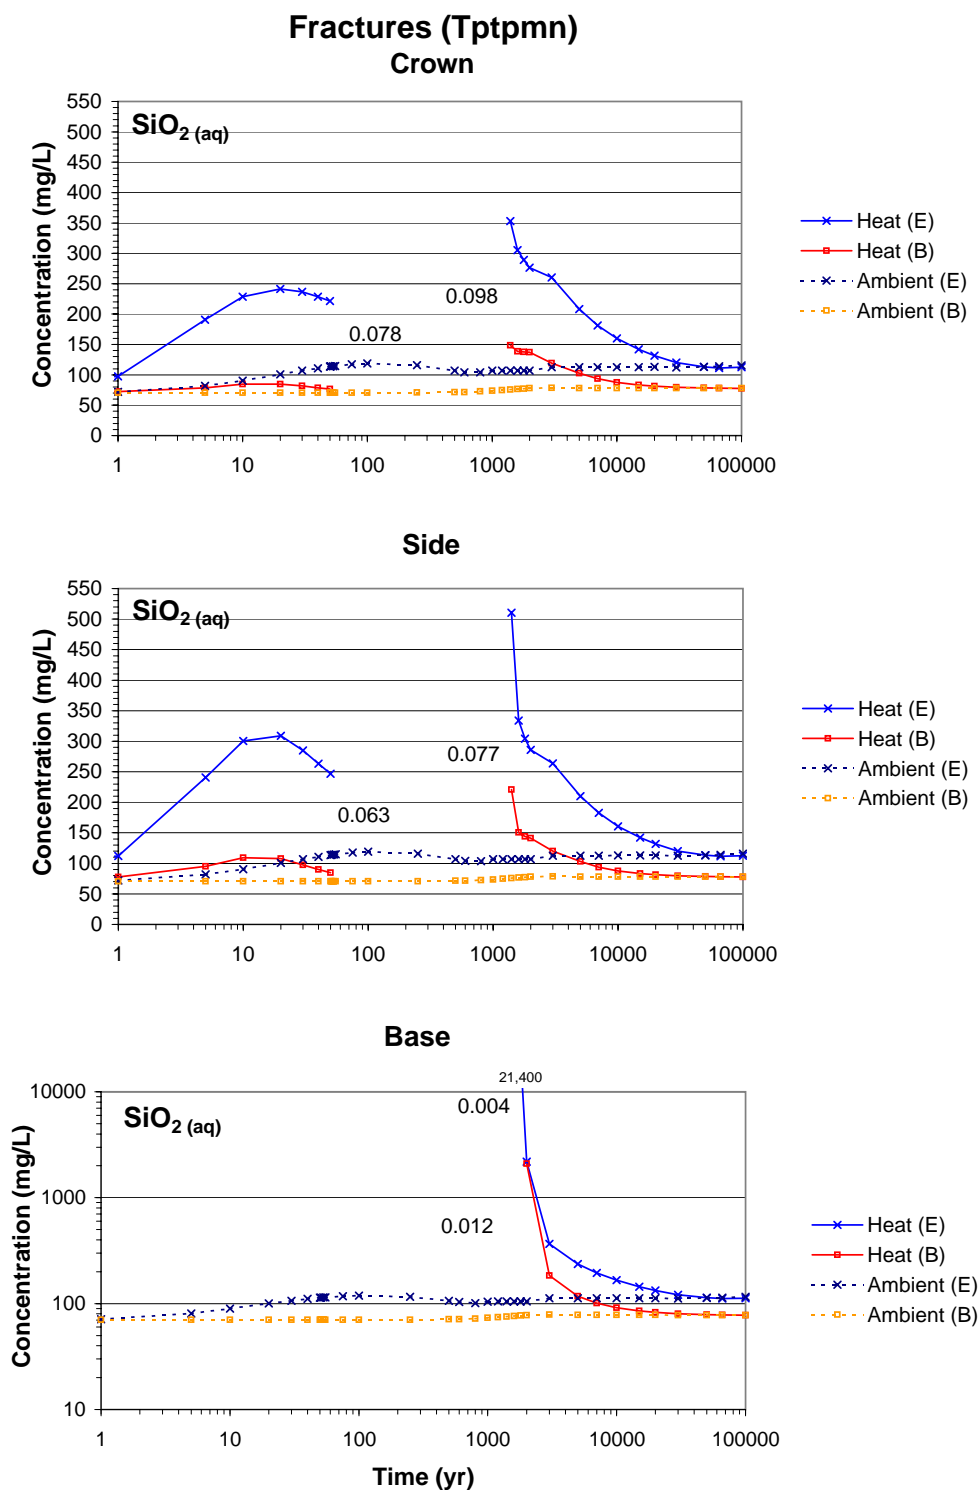 Fractures (Tptpmn)
Crown
550
500
450
400
350
300
250
200
150
100
50
0
Concentration (mg/L)
SiO2 (aq)
0.098
0.078
1
10
100
1000
10000
100000
Heat (E)
Heat (B)
Ambient (E)
Ambient (B)
Side
550
500
450
400
350
300
250
200
150
100
50
0
Concentration (mg/L)
SiO2 (aq)
0.077
0.063
1
10
100
1000
10000
100000
Heat (E)
Heat (B)
Ambient (E)
Ambient (B)
Base
21,400
10000
1000
100
10
Concentration (mg/L)
SiO2 (aq)
0.004
0.012
1
10
100
1000
10000
100000
Time (yr)
Heat (E)
Heat (B)
Ambient (E)
Ambient (B)